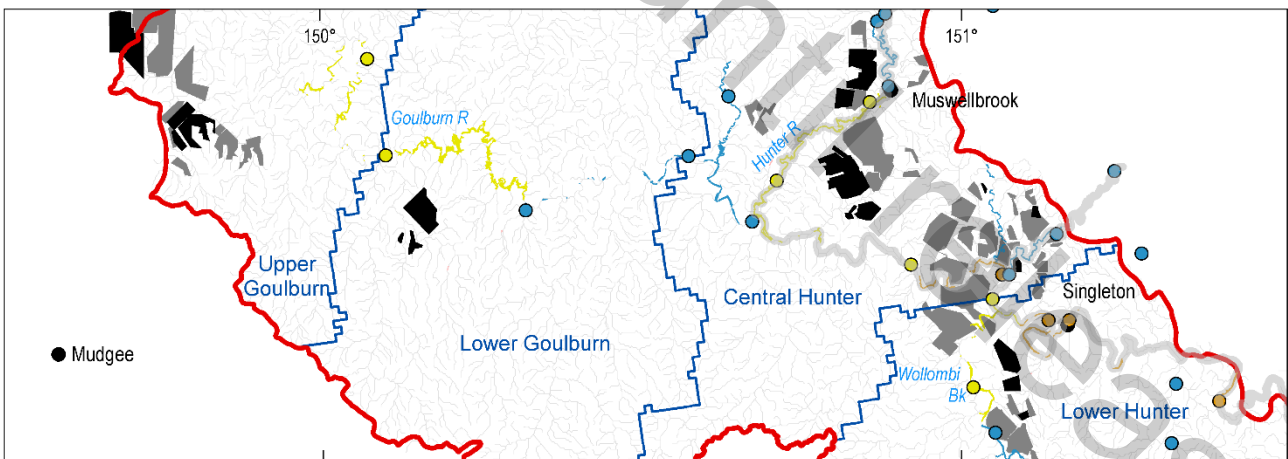 150°
151°
Muswellbrook
Goulburn R
Hunter R
Upper
Goulburn
Central Hunter
Singleton
Lower Goulburn
Mudgee
Wollombi
Bk
Lower Hunter